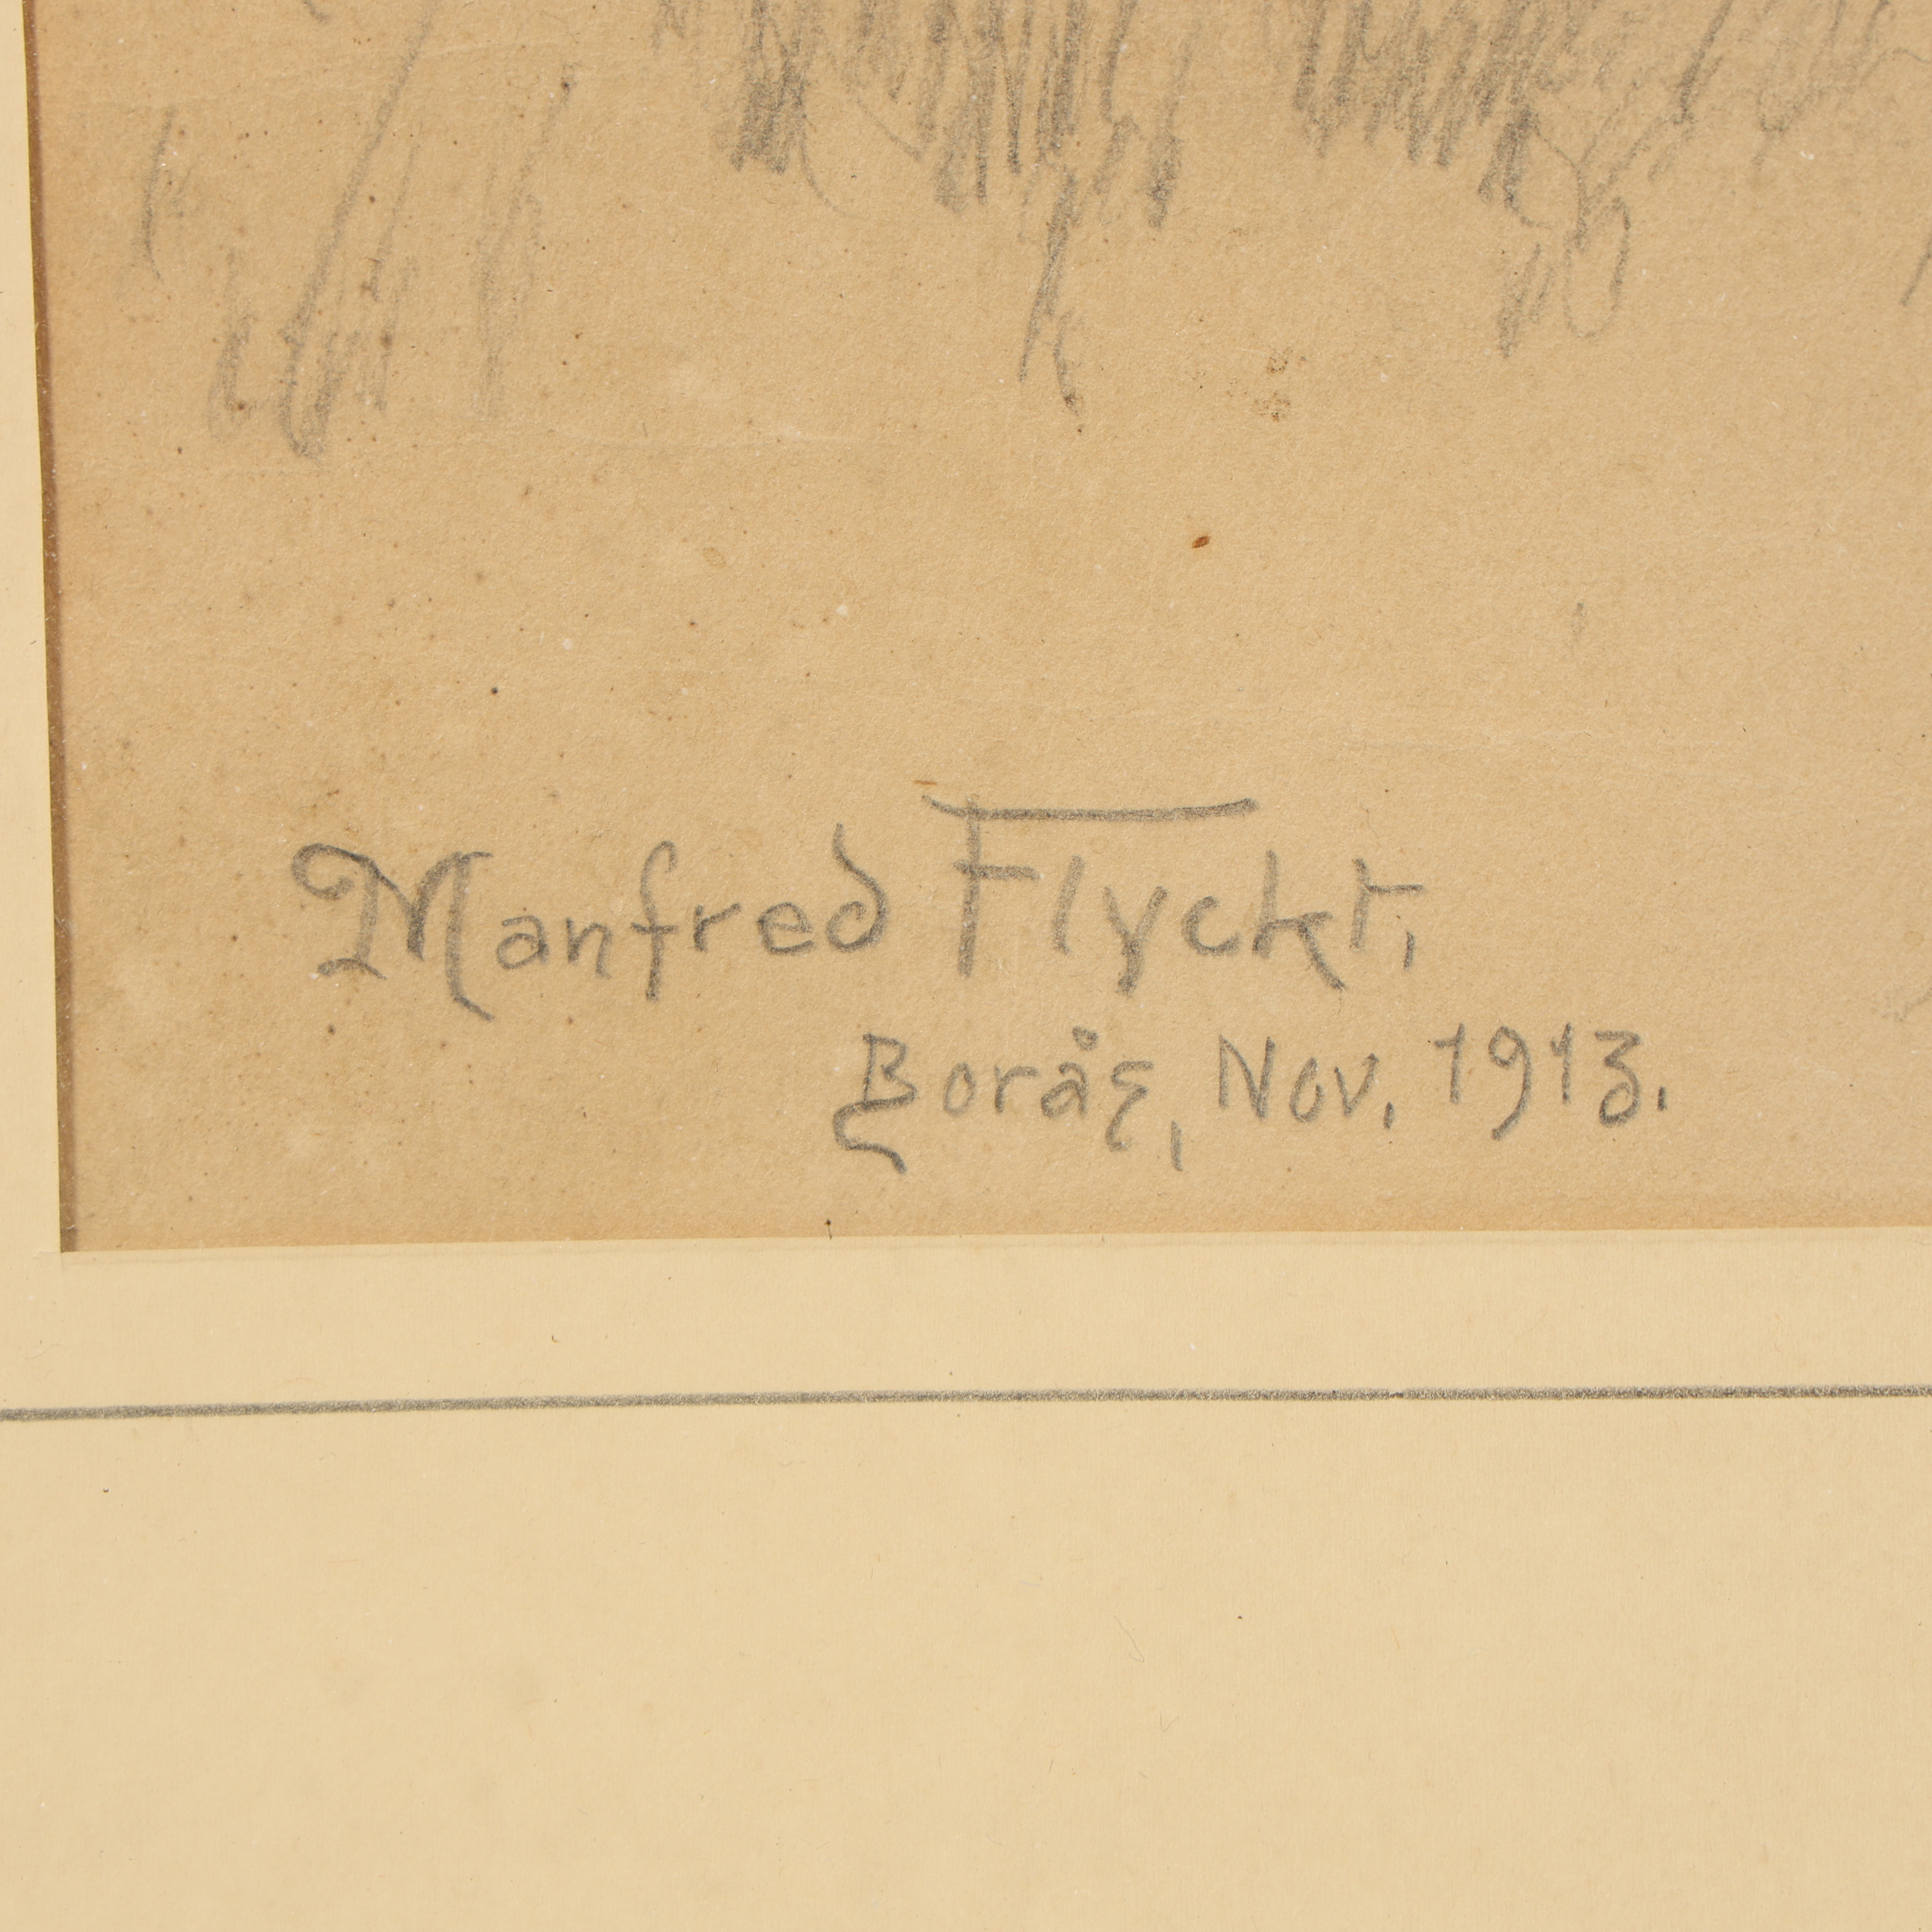 Manfred Flyckt,
Borås, Nov. 1913.